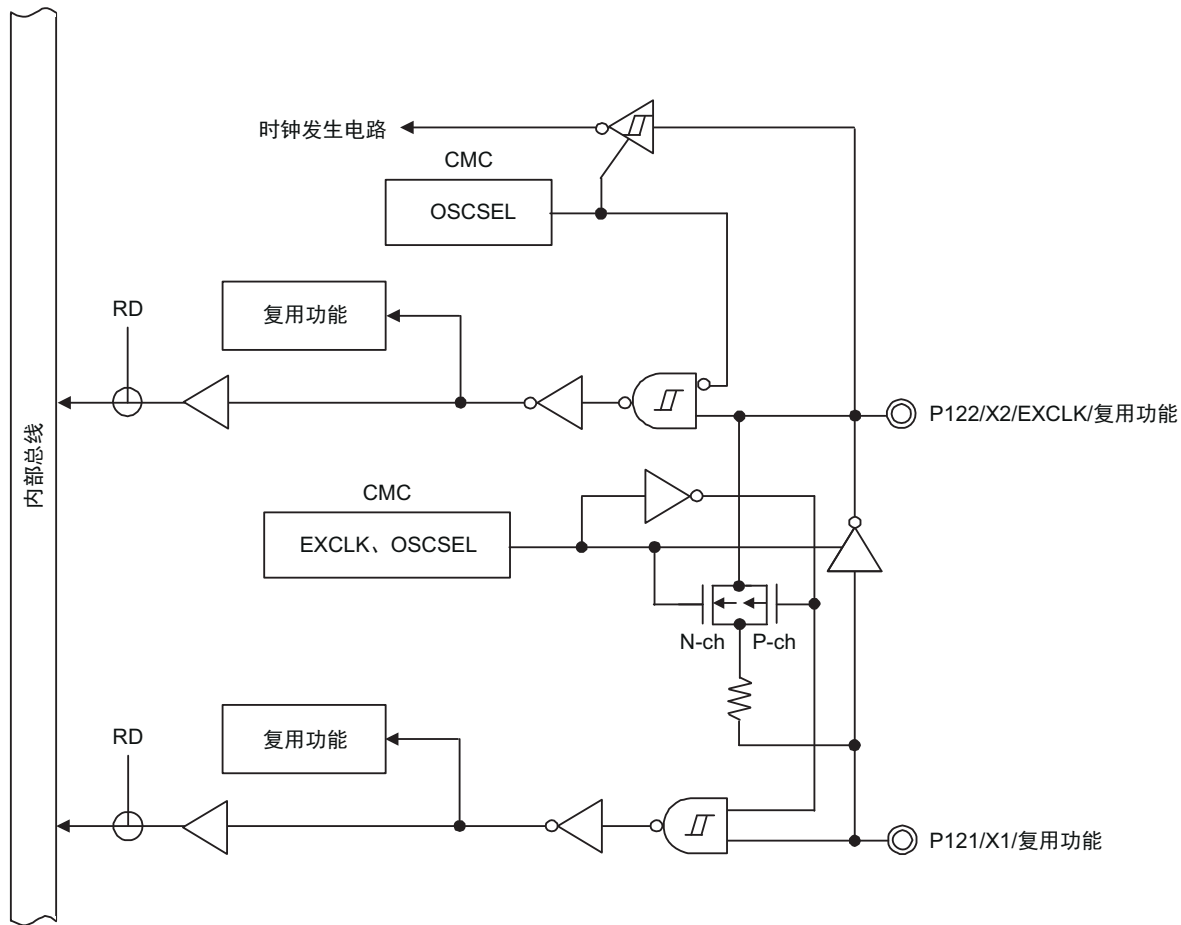 时钟发生电路
CMC
OSCSEL
RD
复用功能
P122/X2/EXCLK/复用功能
内部总线
CMC
EXCLK、OSCSEL
N-ch
P-ch
RD
复用功能
P121/X1/复用功能